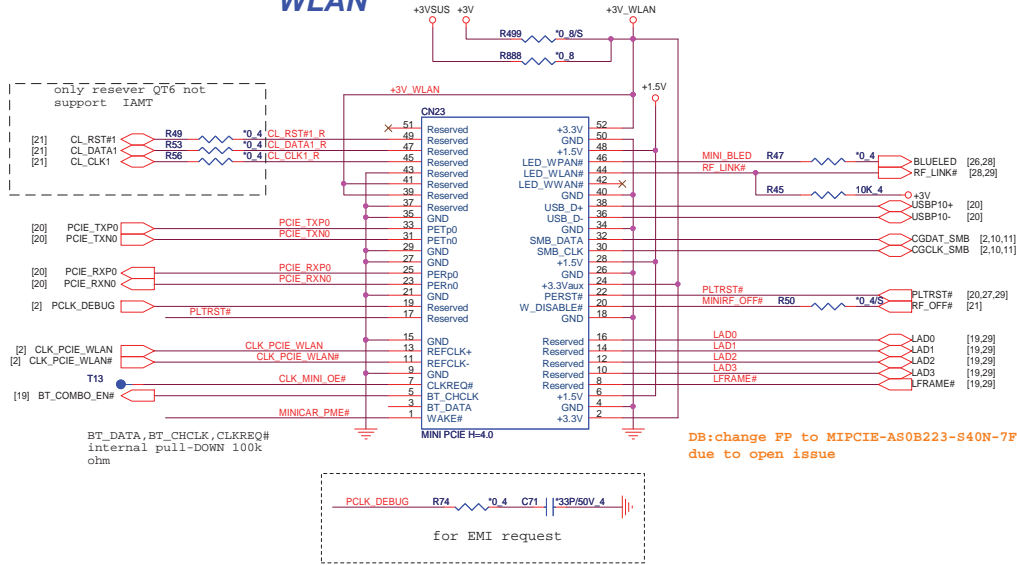 WLAN
+3VSUS +3V +3V_WLAN
R499 *0_8/S
R888 *0_8
only resever QT6 not
support IAMT
+3V_WLAN
+1.5V
CN23
[21] CL_RST#1 R49 *0_4 CL_RST#1_R
[21] CL_DATA1 R53 *0_4 CL_DATA1_R
[21] CL_CLK1 R56 *0_4 CL_CLK1_R
51 Reserved +3.3V 52
49 Reserved GND 50
47 Reserved +1.5V 48
45 Reserved LED_WPAN# 46 MINI_BLED R47 *0_4 BLUELED [26,28]
43 Reserved LED_WLAN# 44 RF_LINK# RF_LINK# [28,29]
41 Reserved LED_WWAN# 42
39 Reserved GND 40 R45 10K_4 +3V
37 Reserved USB_D+ 38 USBP10+ [20]
35 GND USB_D- 36 USBP10- [20]
[20] PCIE_TXP0 PCIE_TXP0 33 PETp0 GND 34
[20] PCIE_TXN0 PCIE_TXN0 31 PETn0 SMB_DATA 32 CGDAT_SMB [2,10,11]
29 GND SMB_CLK 30 CGCLK_SMB [2,10,11]
27 GND +1.5V 28
[20] PCIE_RXP0 PCIE_RXP0 25 PERp0 GND 26
[20] PCIE_RXN0 PCIE_RXN0 23 PERn0 +3.3Vaux 24
21 GND PERST# 22 PLTRST# PLTRST# [20,27,29]
[2] PCLK_DEBUG 19 Reserved W_DISABLE# 20 MINIRF_OFF# R50 *0_4/S RF_OFF# [21]
PLTRST# 17 Reserved GND 18
15 GND Reserved 16 LAD0 LAD0 [19,29]
[2] CLK_PCIE_WLAN CLK_PCIE_WLAN 13 REFCLK+ Reserved 14 LAD1 LAD1 [19,29]
[2] CLK_PCIE_WLAN# CLK_PCIE_WLAN# 11 REFCLK- Reserved 12 LAD2 LAD2 [19,29]
9 GND Reserved 10 LAD3 LAD3 [19,29]
T13 CLK_MINI_OE# 7 CLKREQ# Reserved 8 LFRAME# LFRAME# [19,29]
[19] BT_COMBO_EN# 5 BT_CHCLK +1.5V 6
3 BT_DATA GND 4
MINICAR_PME# 1 WAKE# +3.3V 2
MINI PCIE H=4.0
BT_DATA,BT_CHCLK,CLKREQ#
internal pull-DOWN 100k
ohm
DB:change FP to MIPCIE-AS0B223-S40N-7F
due to open issue
PCLK_DEBUG R74 *0_4 C71 *33P/50V_4
for EMI request